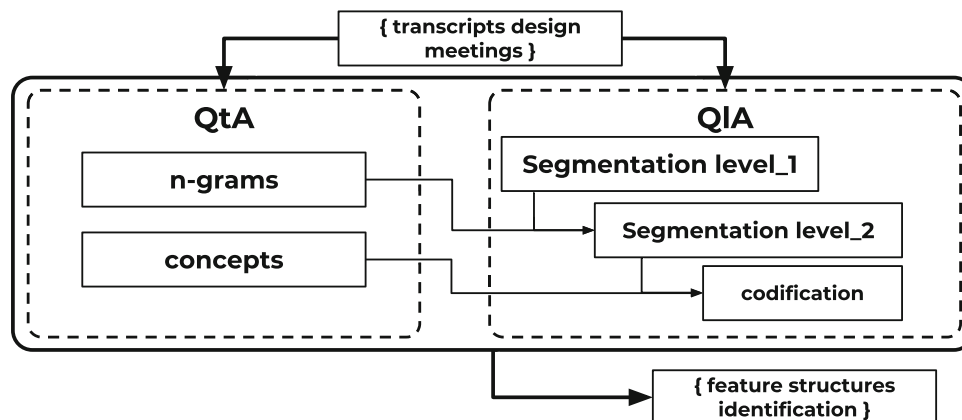 { transcripts design
meetings }
QtA
n-grams
concepts
QlA
Segmentation level_1
Segmentation level_2
codification
{ feature structures
identification }